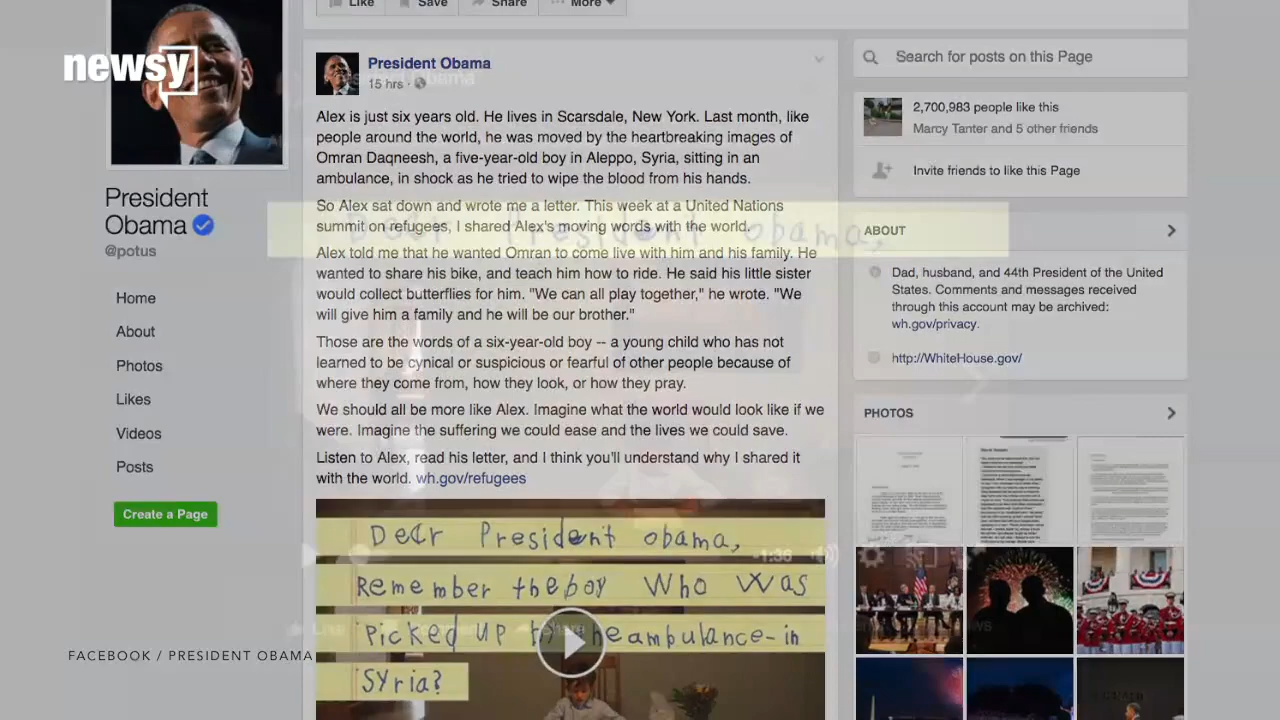 Like Save Share More
newsy
President Obama
15 hrs
Alex is just six years old. He lives in Scarsdale, New York. Last month, like
people around the world, he was moved by the heartbreaking images of
Omran Daqneesh, a five-year-old boy in Aleppo, Syria, sitting in an
ambulance, in shock as he tried to wipe the blood from his hands.
So Alex sat down and wrote me a letter. This week at a United Nations
summit on refugees, I shared Alex's moving words with the world.
Alex told me that he wanted Omran to come live with him and his family. He
wanted to share his bike, and teach him how to ride. He said his little sister
would collect butterflies for him. "We can all play together," he wrote. "We
will give him a family and he will be our brother."
Those are the words of a six-year-old boy -- a young child who has not
learned to be cynical or suspicious or fearful of other people because of
where they come from, how they look, or how they pray.
We should all be more like Alex. Imagine what the world would look like if we
were. Imagine the suffering we could ease and the lives we could save.
Listen to Alex, read his letter, and I think you'll understand why I shared it
with the world. wh.gov/refugees
Dear President obama,
Dear President obama,
Remember the boy Who Was
Picked UP by the ambulance-in
Syria?
-1:36
Like
Share
President
Obama
@potus
Home
About
Photos
Likes
Videos
Posts
Create a Page
FACEBOOK / PRESIDENT OBAMA
Search for posts on this Page
2,700,983 people like this
Marcy Tanter and 5 other friends
Invite friends to like this Page
ABOUT
Dad, husband, and 44th President of the United
States. Comments and messages received
through this account may be archived:
wh.gov/privacy.
http://WhiteHouse.gov/
PHOTOS